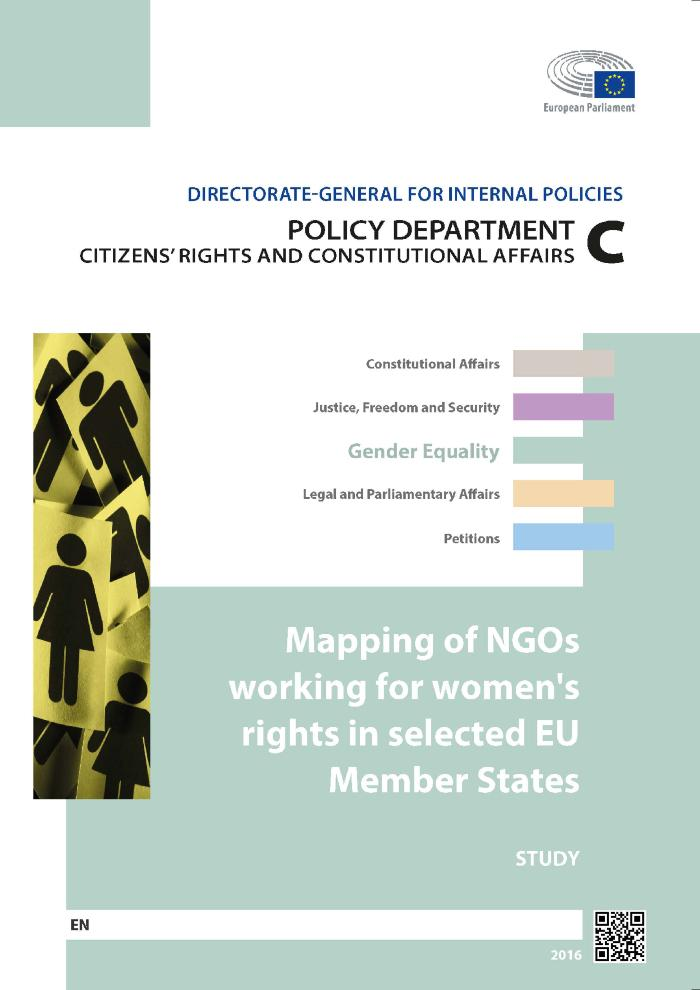 European Parliament
DIRECTORATE-GENERAL FOR INTERNAL POLICIES
POLICY DEPARTMENT
CITIZENS' RIGHTS AND CONSTITUTIONAL AFFAIRS
C
Constitutional Affairs
Justice, Freedom and Security
Gender Equality
Legal and Parliamentary Affairs
Petitions
Mapping of NGOs
working for women's
rights in selected EU
Member States
STUDY
EN
2016